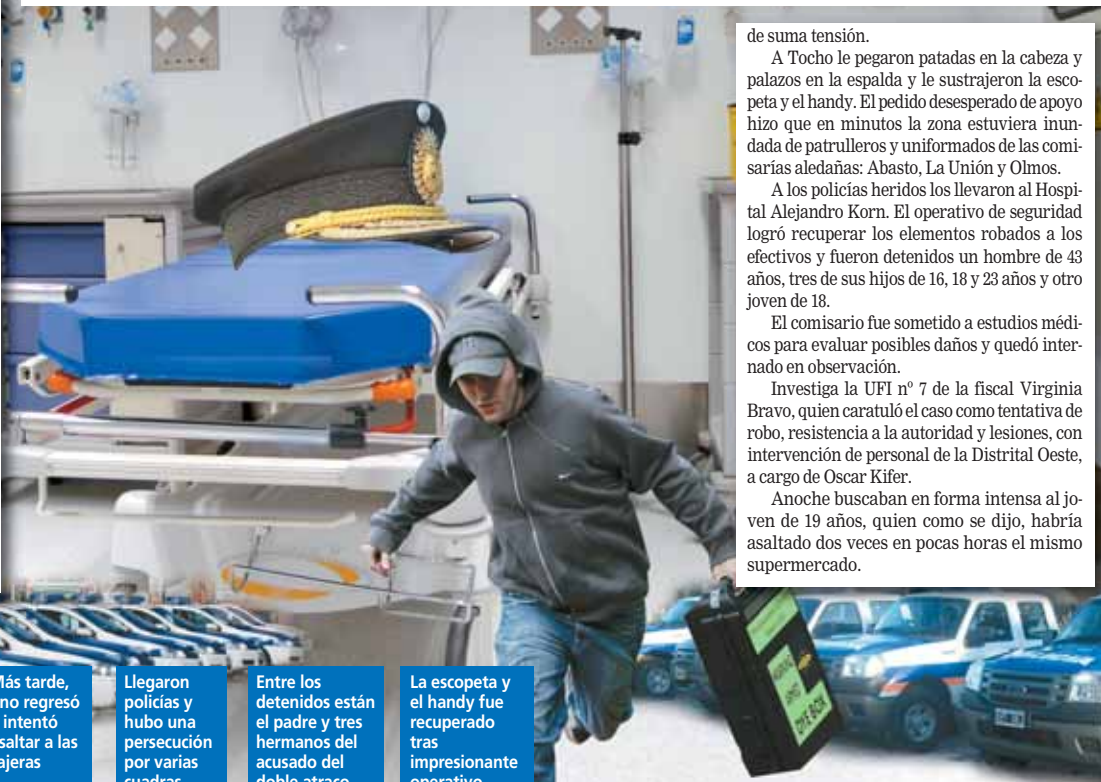 de suma tensión.
A Tocho le pegaron patadas en la cabeza y
palazos en la espalda y le sustrajeron la esco-
peta y el handy. El pedido desesperado de apoyo
hizo que en minutos la zona estuviera inun-
dada de patrulleros y uniformados de las comi-
sarías aledañas: Abasto, La Unión y Olmos.
A los policías heridos los llevaron al Hospi-
tal Alejandro Korn. El operativo de seguridad
logró recuperar los elementos robados a los
efectivos y fueron detenidos un hombre de 43
años, tres de sus hijos de 16, 18 y 23 años y otro
joven de 18.
El comisario fue sometido a estudios médi-
cos para evaluar posibles daños y quedó inter-
nado en observación.
Investiga la UFI nº 7 de la fiscal Virginia
Bravo, quien caratuló el caso como tentativa de
robo, resistencia a la autoridad y lesiones, con
intervención de personal de la Distrital Oeste,
a cargo de Oscar Kifer.
Anoche buscaban en forma intensa al jo-
ven de 19 años, quien como se dijo, habría
asaltado dos veces en pocas horas el mismo
supermercado.
DYE BOX
Más tarde,
no regresó
intentó
saltar a las
ajeras
Llegaron
policías y
hubo una
persecución
por varias
cuadras
Entre los
detenidos están
el padre y tres
hermanos del
acusado del
doble atraco
La escopeta y
el handy fue
recuperado
tras
impresionante
operativo